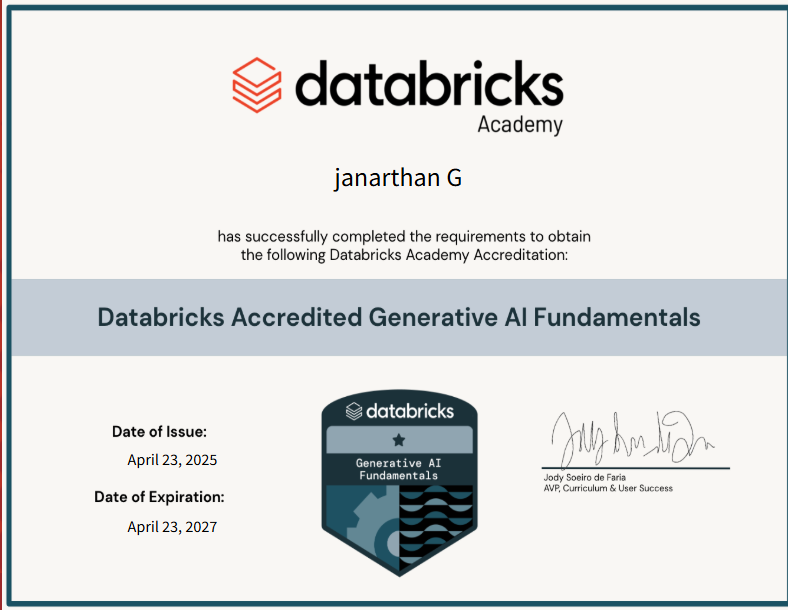 databricks
Academy
janarthan G
has successfully completed the requirements to obtain
the following Databricks Academy Accreditation:
Databricks Accredited Generative AI Fundamentals
Date of Issue:
April 23, 2025
Date of Expiration:
April 23, 2027
databricks
Generative AI
Fundamentals
Jody Soeiro de Faria
AVP, Curriculum & User Success